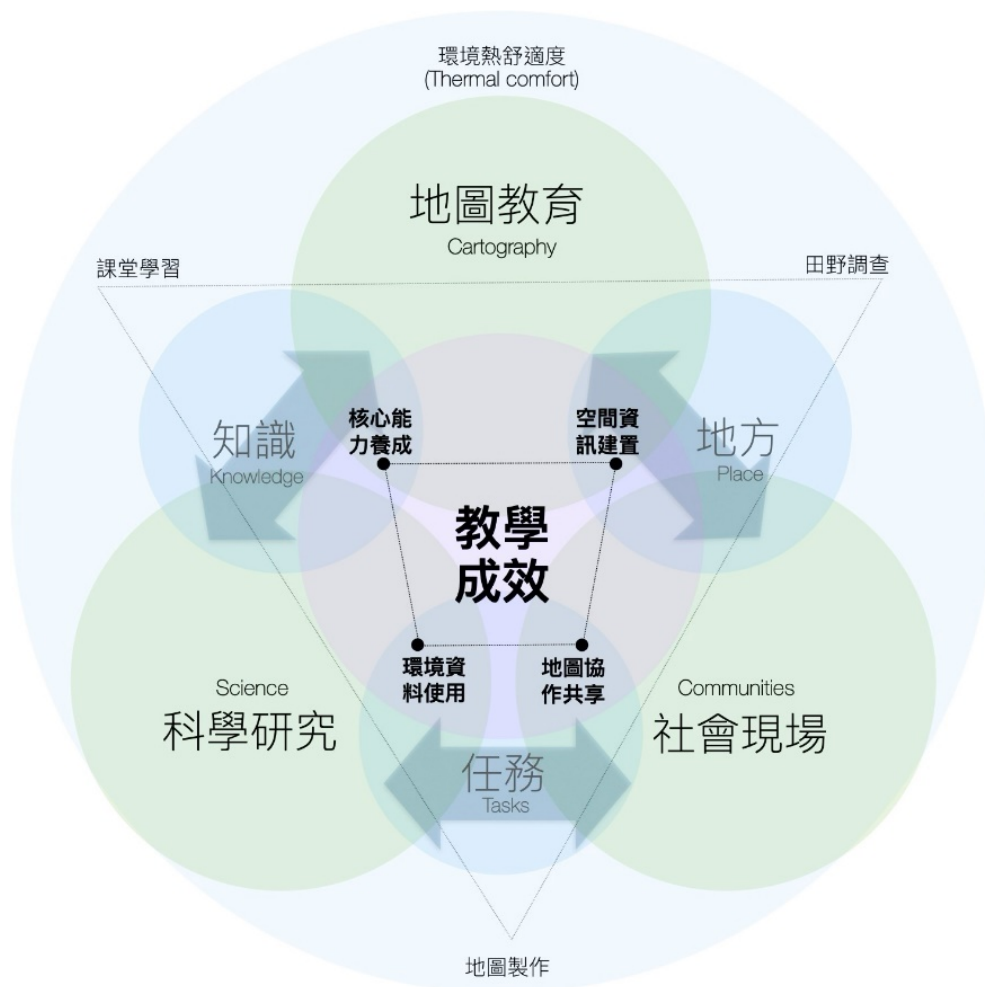 環境熱舒適度
(Thermal comfort)
地圖教育
Cartography
課堂學習
田野調查
知識
Knowledge
核心能
力養成
空間資
訊建置
地方
Place
教學
成效
環境資
料使用
地圖協
作共享
Science
科學研究
Communities
社會現場
任務
Tasks
地圖製作